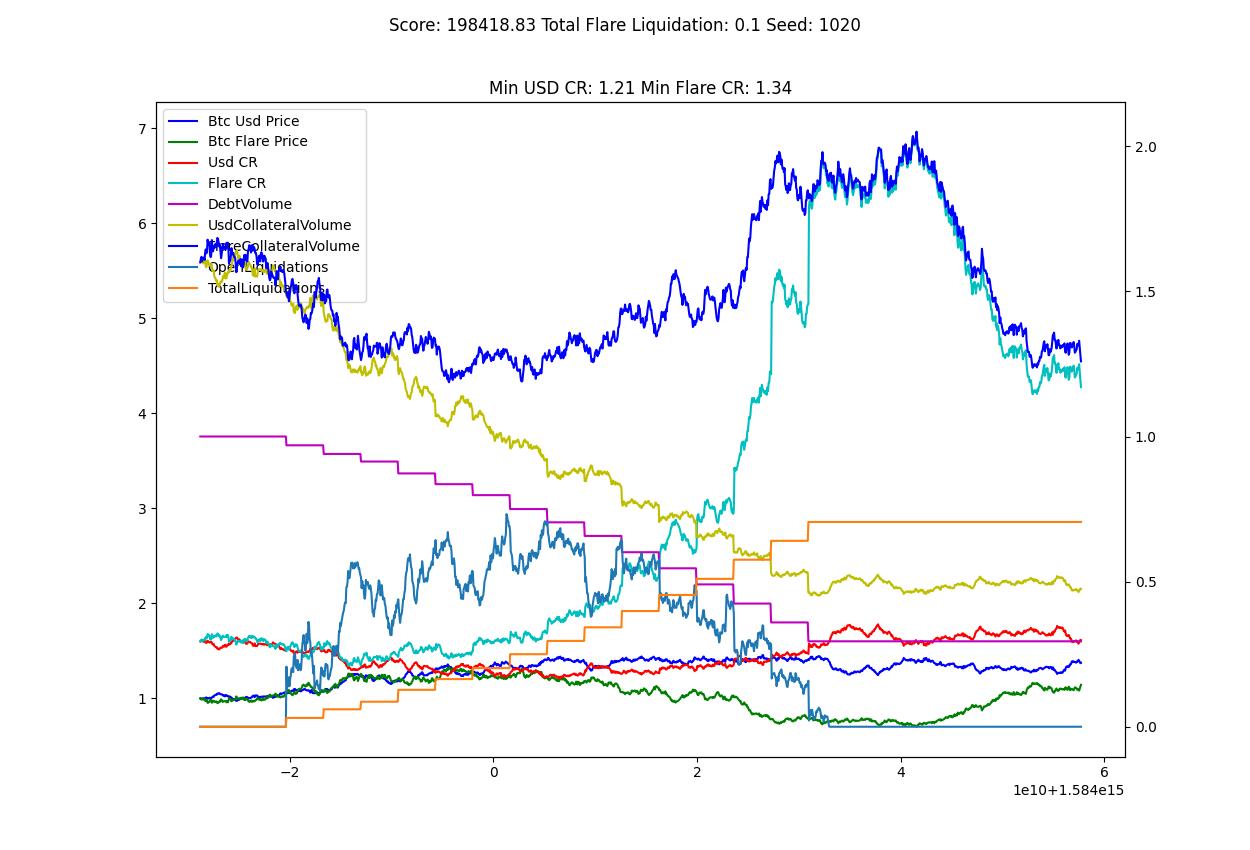 Score: 198418.83 Total Flare Liquidation: 0.1 Seed: 1020
Min USD CR: 1.21 Min Flare CR: 1.34
Btc Usd Price
Btc Flare Price
Usd CR
Flare CR
DebtVolume
UsdCollateralVolume
FlareCollateralVolume
OpenLiquidations
TotalLiquidations
7
6
5
4
3
2
1
2.0
1.5
1.0
0.5
0.0
−2
0
2
4
6
1e10+1.584e15